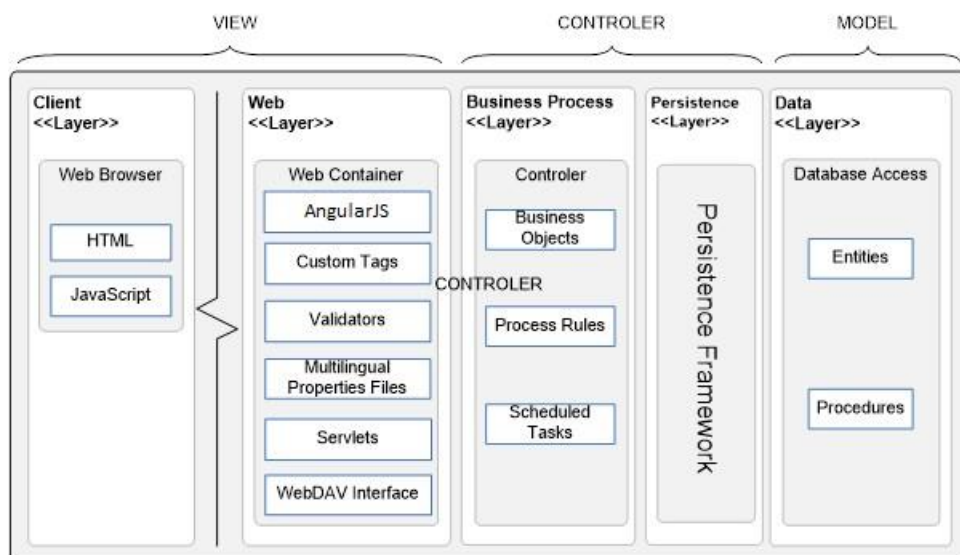 VIEW
CONTROLER
MODEL
Client
<<Layer>>
Web Browser
HTML
JavaScript
Web
<<Layer>>
Web Container
AngularJS
Custom Tags
Validators
Multilingual
Properties Files
Servlets
WebDAV Interface
CONTROLER
Business Process
<<Layer>>
Controler
Business
Objects
Process Rules
Scheduled
Tasks
Persistence
<<Layer>>
Persistence Framework
Data
<<Layer>>
Database Access
Entities
Procedures